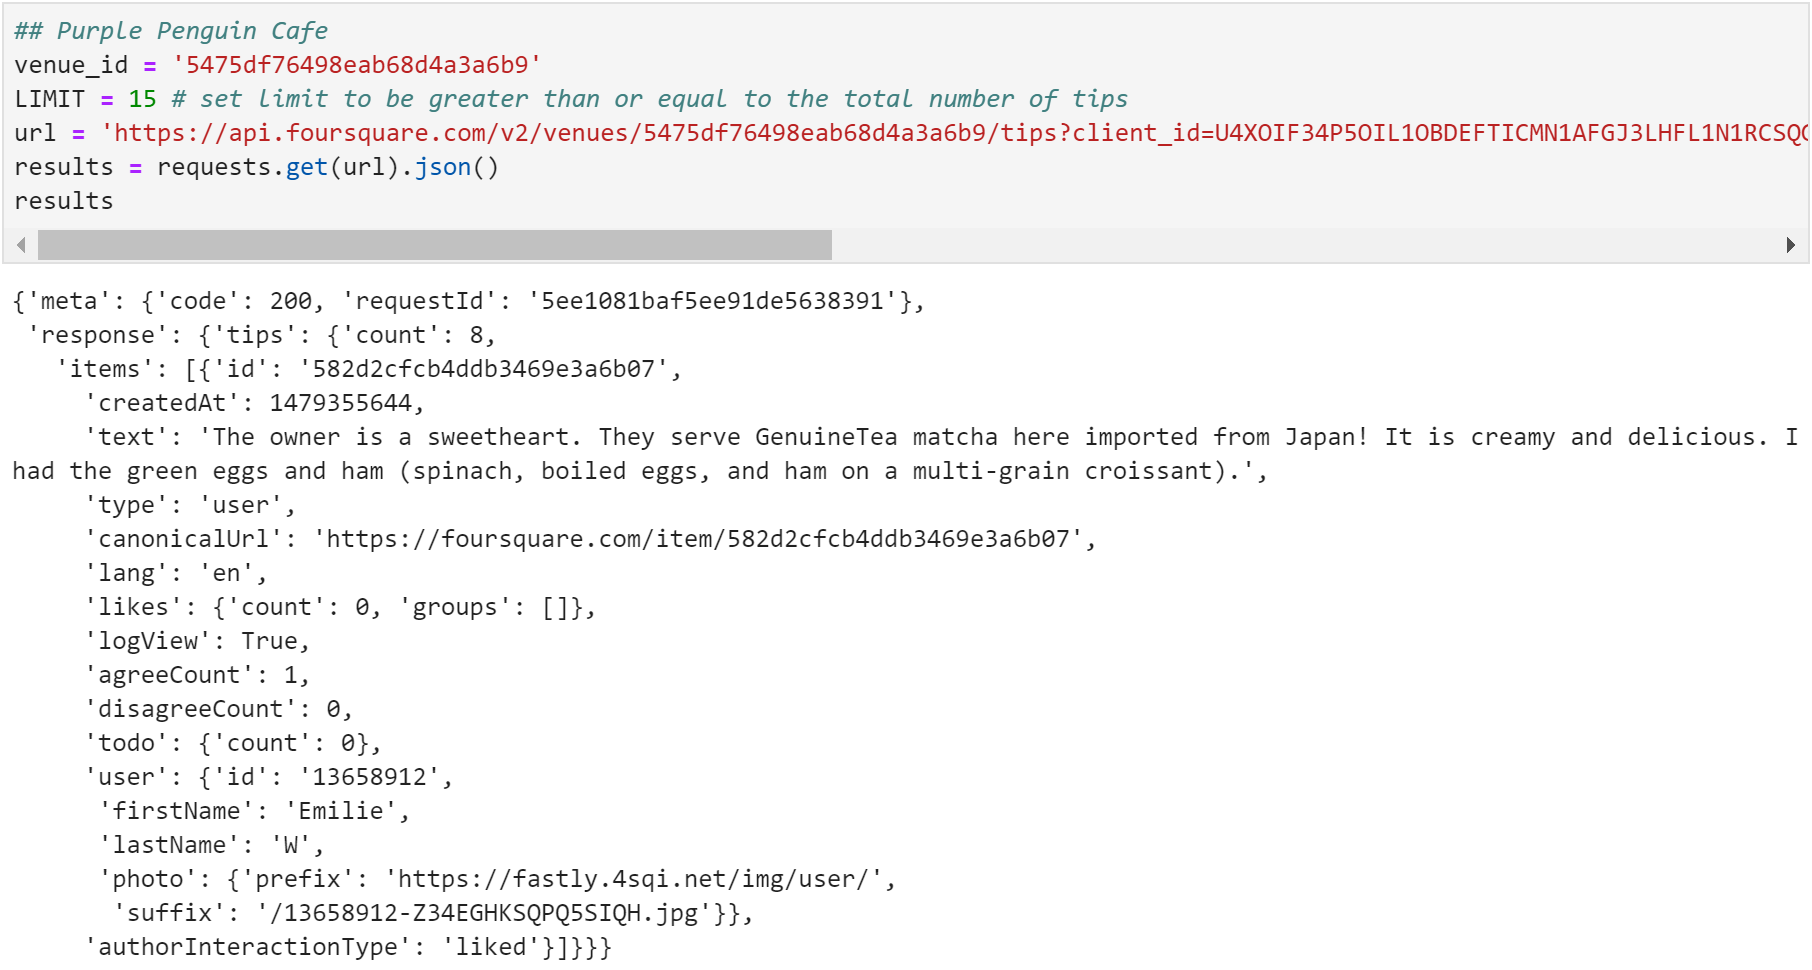 ## Purple Penguin Cafe
venue_id = '5475df76498eab68d4a3a6b9'
LIMIT = 15 # set limit to be greater than or equal to the total number of tips
url = 'https://api.foursquare.com/v2/venues/5475df76498eab68d4a3a6b9/tips?client_id=U4XOIF34P5OIL1OBDEFTICMN1AFGJ3LHFL1N1RCSQ
results = requests.get(url).json()
results
{'meta': {'code': 200, 'requestId': '5ee1081baf5ee91de5638391'},
'response': {'tips': {'count': 8,
'items': [{'id': '582d2cfcb4ddb3469e3a6b07',
'createdAt': 1479355644,
'text': 'The owner is a sweetheart. They serve GenuineTea matcha here imported from Japan! It is creamy and delicious. I
had the green eggs and ham (spinach, boiled eggs, and ham on a multi-grain croissant).',
'type': 'user',
'canonicalUrl': 'https://foursquare.com/item/582d2cfcb4ddb3469e3a6b07',
'lang': 'en',
'likes': {'count': 0, 'groups': []},
'logView': True,
'agreeCount': 1,
'disagreeCount': 0,
'todo': {'count': 0},
'user': {'id': '13658912',
'firstName': 'Emilie',
'lastName': 'W',
'photo': {'prefix': 'https://fastly.4sqi.net/img/user/',
'suffix': '/13658912-Z34EGHKSQPQ5SIQH.jpg'}},
'authorInteractionType': 'liked'}]}}}